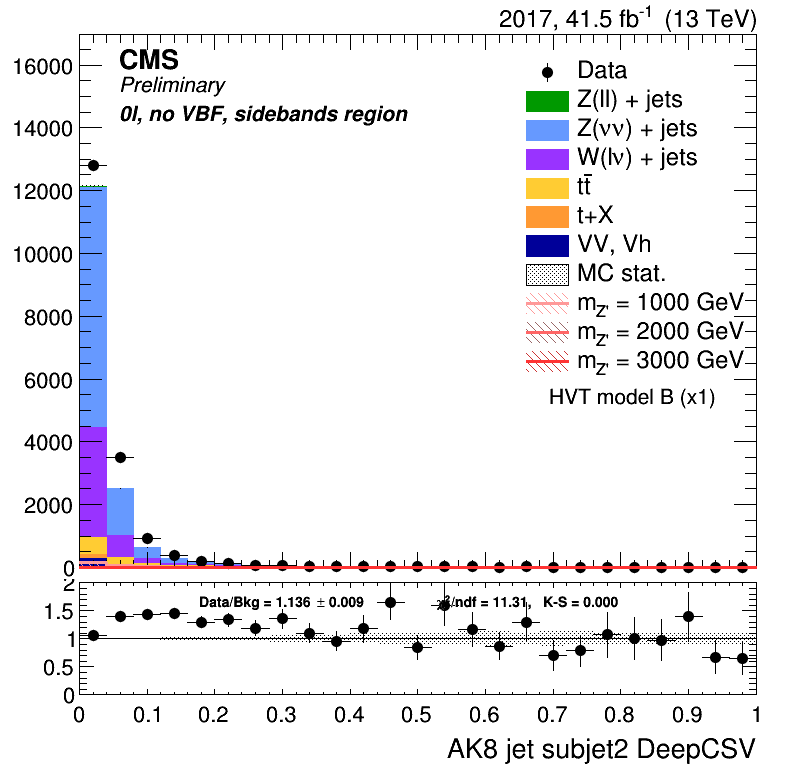 2017, 41.5 fb-1 (13 TeV)
CMS
Preliminary
0l, no VBF, sidebands region
Data
Z(ll) + jets
Z(νν) + jets
W(lν) + jets
tt̄
t+X
VV, Vh
MC stat.
mZ' = 1000 GeV
mZ' = 2000 GeV
mZ' = 3000 GeV
HVT model B (x1)
16000
14000
12000
10000
8000
6000
4000
2000
0
Data/Bkg = 1.136 ± 0.009 χ2/ndf = 11.31, K-S = 0.000
2
1.5
1
0.5
0
0 0.1 0.2 0.3 0.4 0.5 0.6 0.7 0.8 0.9 1
AK8 jet subjet2 DeepCSV